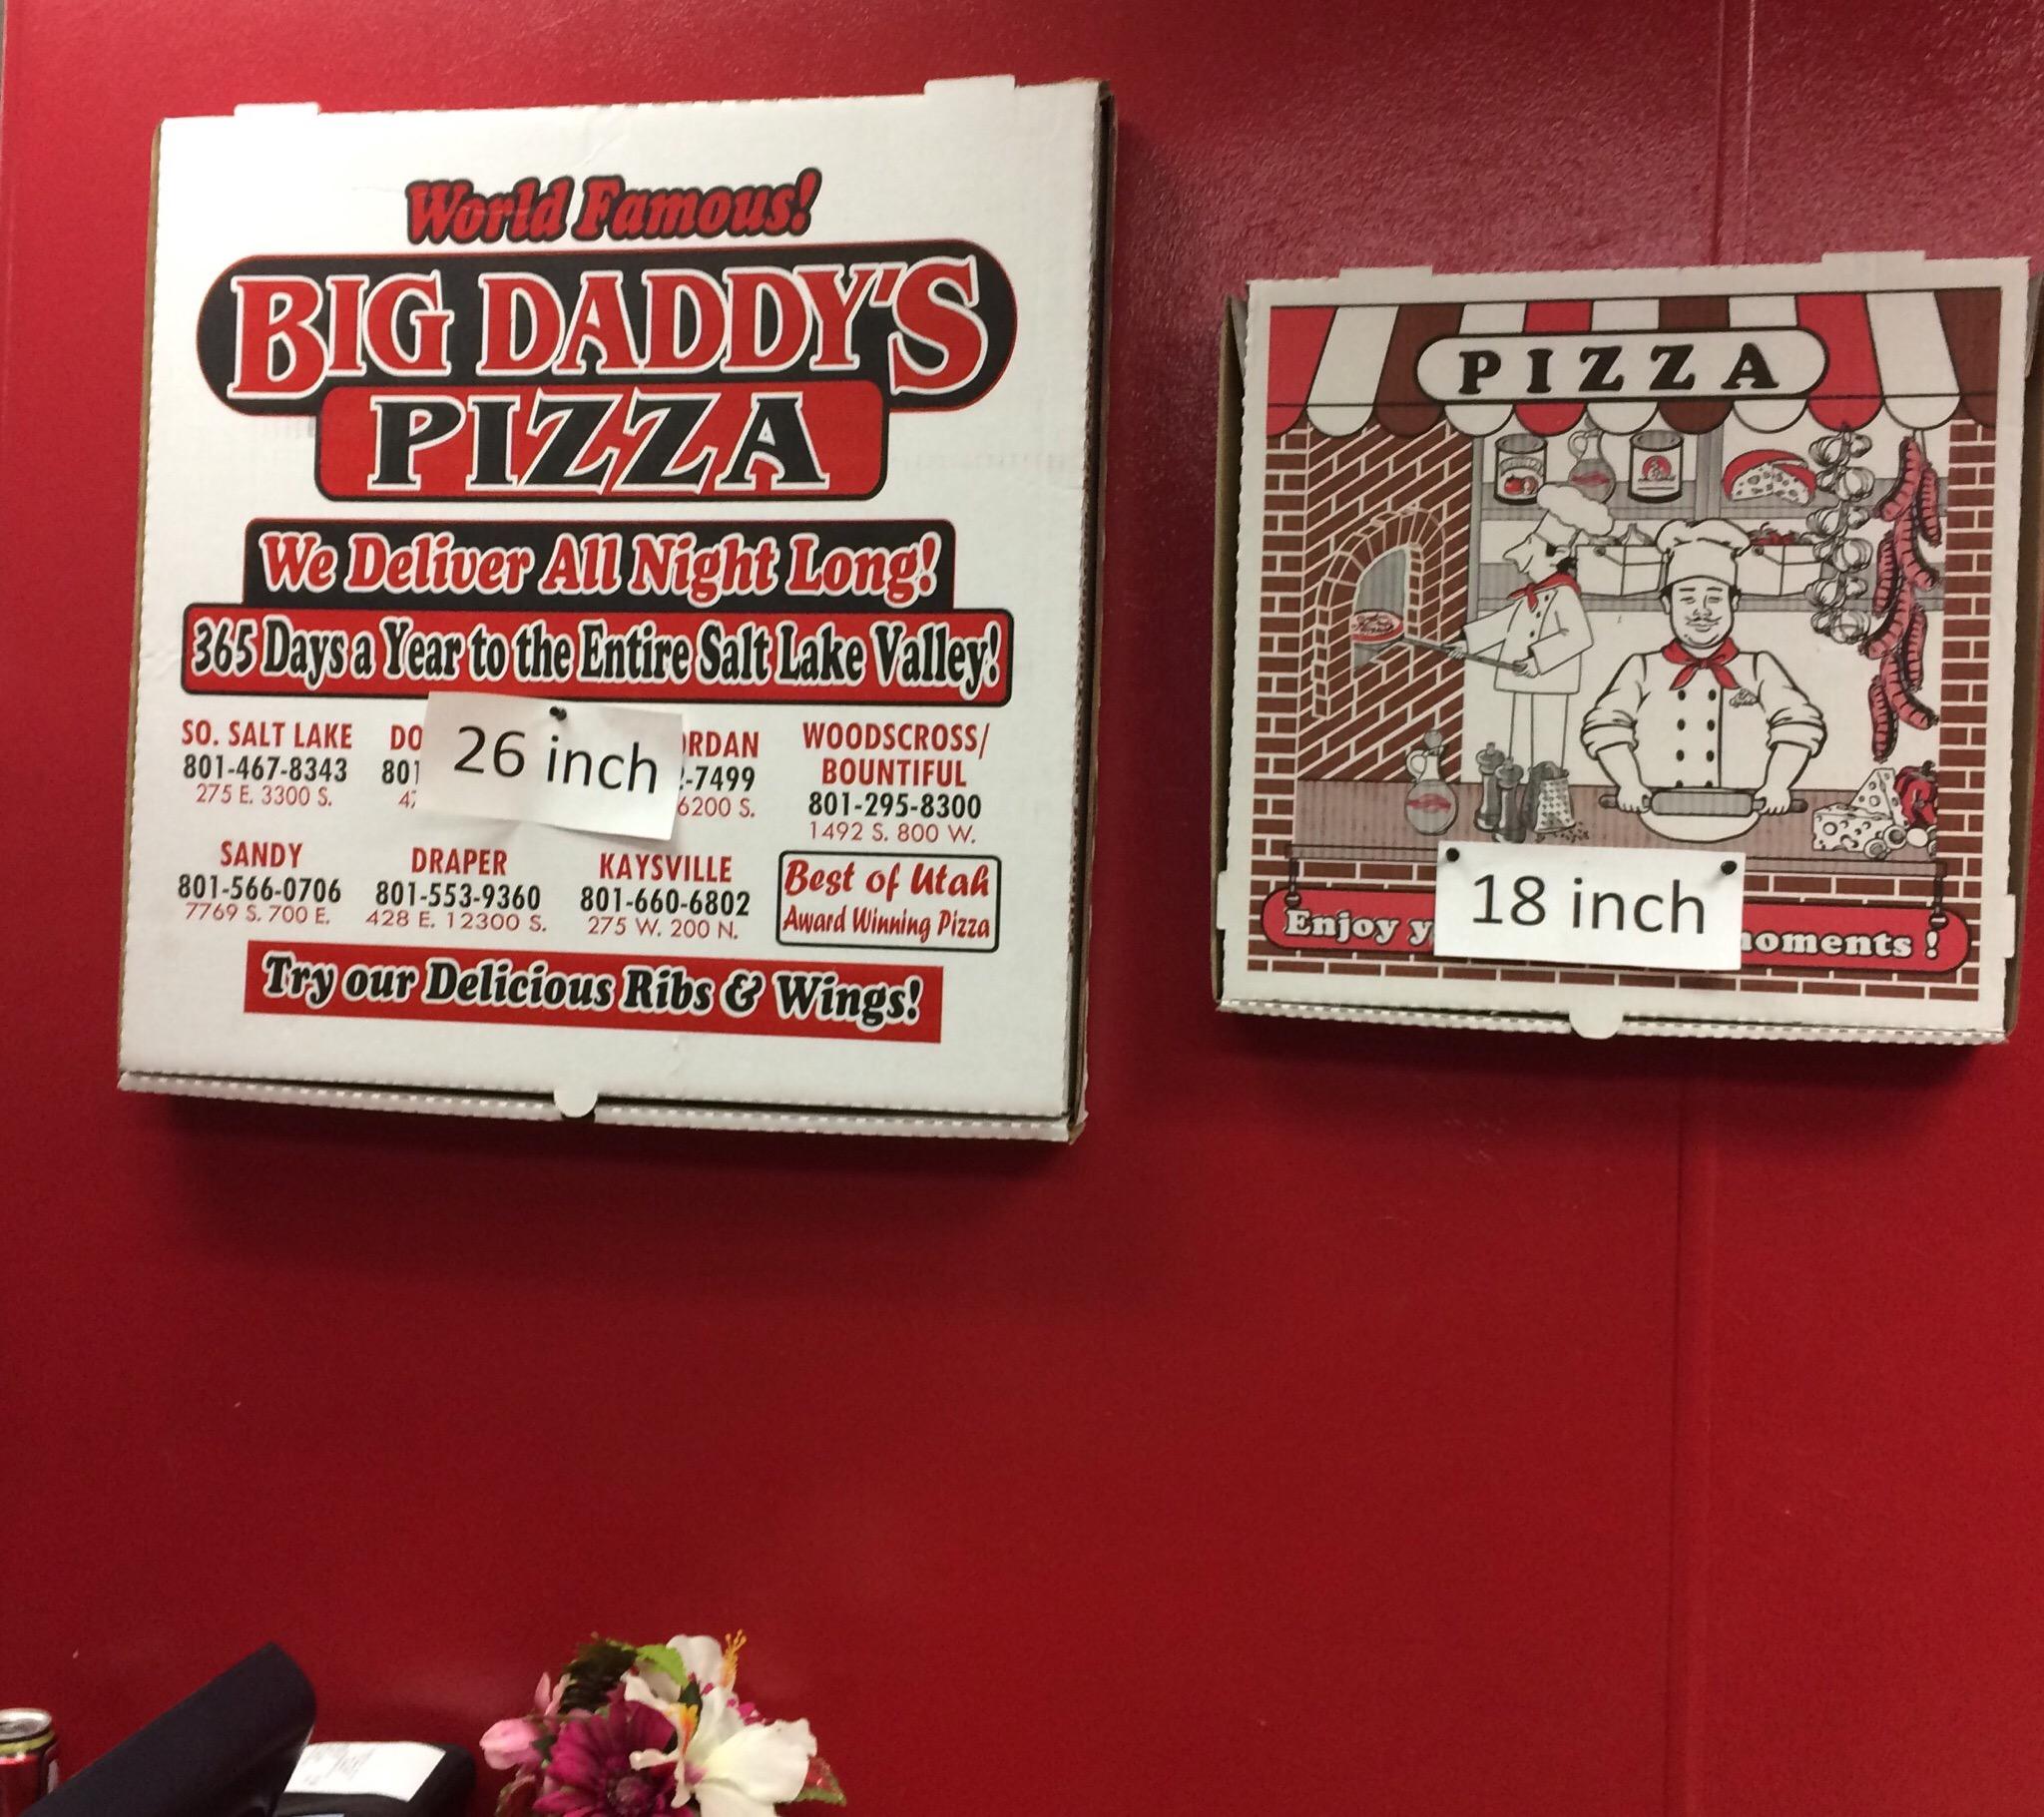 World Famous!
BIG DADDY'S
PIZZA
We Deliver All Night Long!
365 Days a Year to the Entire Salt Lake Valley!
SO. SALT LAKE
801-467-8343
275 E. 3300 S.
26 inch
-7499
6200 S.
WOODSCROSS/
BOUNTIFUL
801-295-8300
1492 S. 800 W.
SANDY
801-566-0706
7769 S. 700 E.
DRAPER
801-553-9360
428 E. 12300 S.
KAYSVILLE
801-660-6802
275 W. 200 N.
Best of Utah
Award Winning Pizza
Try our Delicious Ribs & Wings!
PIZZA
18 inch
Enjoy moments !